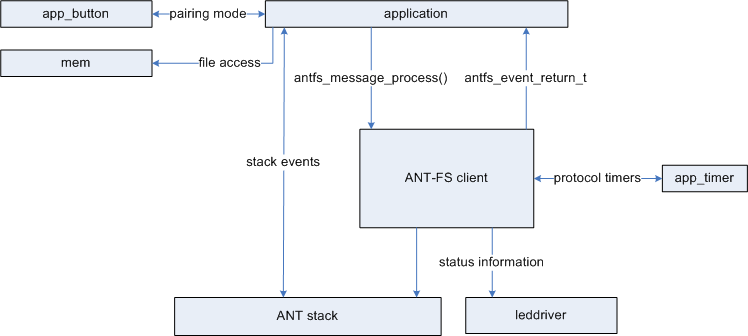 app_button
pairing mode
application
mem
file access
antfs_message_process()
antfs_event_return_t
stack events
ANT-FS client
protocol timers
app_timer
status information
ANT stack
leddriver